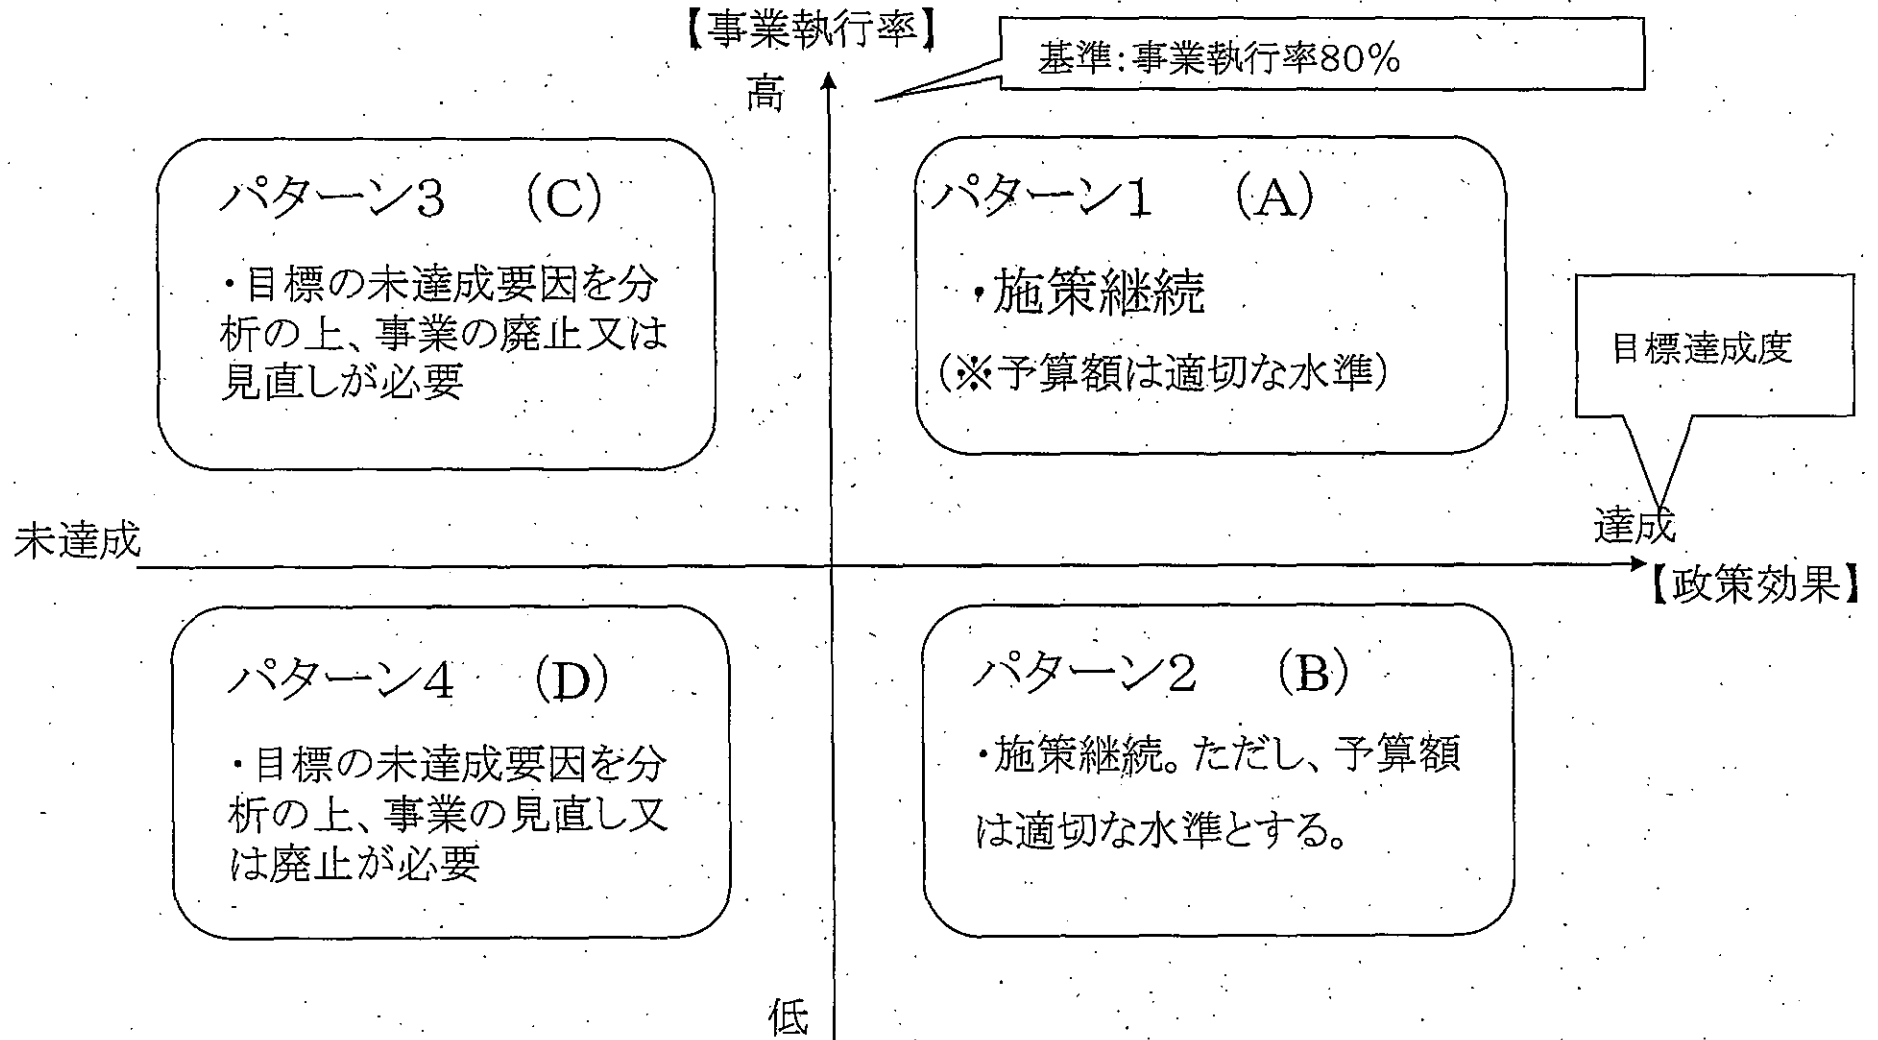 【事業執行率】
基準:事業執行率80%
高
パターン3 (C)
・目標の未達成要因を分
析の上、事業の廃止又は
見直しが必要
パターン1 (A)
・施策継続
(※予算額は適切な水準)
目標達成度
未達成
達成
【政策効果】
パターン4 (D)
・目標の未達成要因を分
析の上、事業の見直し又
は廃止が必要
パターン2 (B)
・施策継続。ただし、予算額
は適切な水準とする。
低